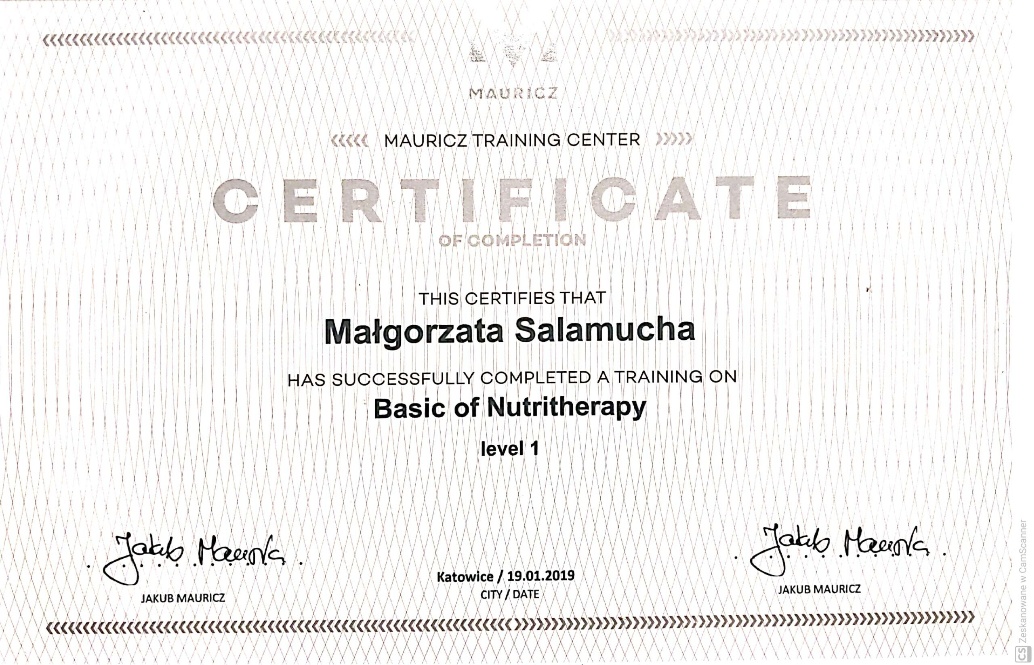 MAURICZ
MAURICZ TRAINING CENTER
CERTIFICATE
OF COMPLETION
THIS CERTIFIES THAT
Małgorzata Salamucha
HAS SUCCESSFULLY COMPLETED A TRAINING ON
Basic of Nutritherapy
level 1
Jakub Mauricz
JAKUB MAURICZ
Katowice / 19.01.2019
CITY / DATE
Jakub Mauricz
JAKUB MAURICZ
CS Zeskanowane w CamScanner